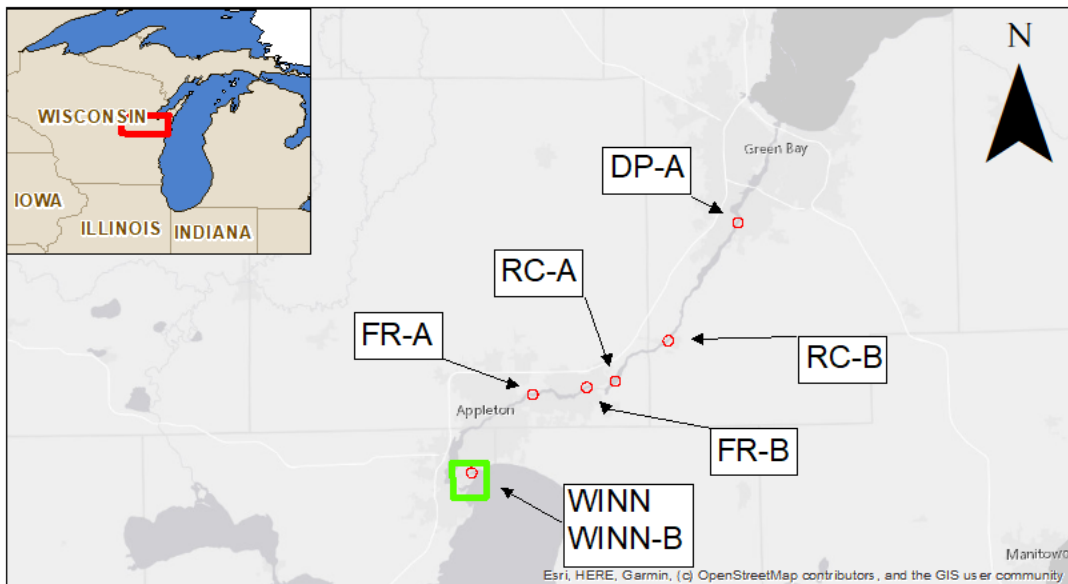 WISCONSIN
IOWA
ILLINOIS
INDIANA
N
Green Bay
DP-A
RC-A
FR-A
RC-B
Appleton
FR-B
WINN
WINN-B
Manitowo
Esri, HERE, Garmin, (c) OpenStreetMap contributors, and the GIS user community